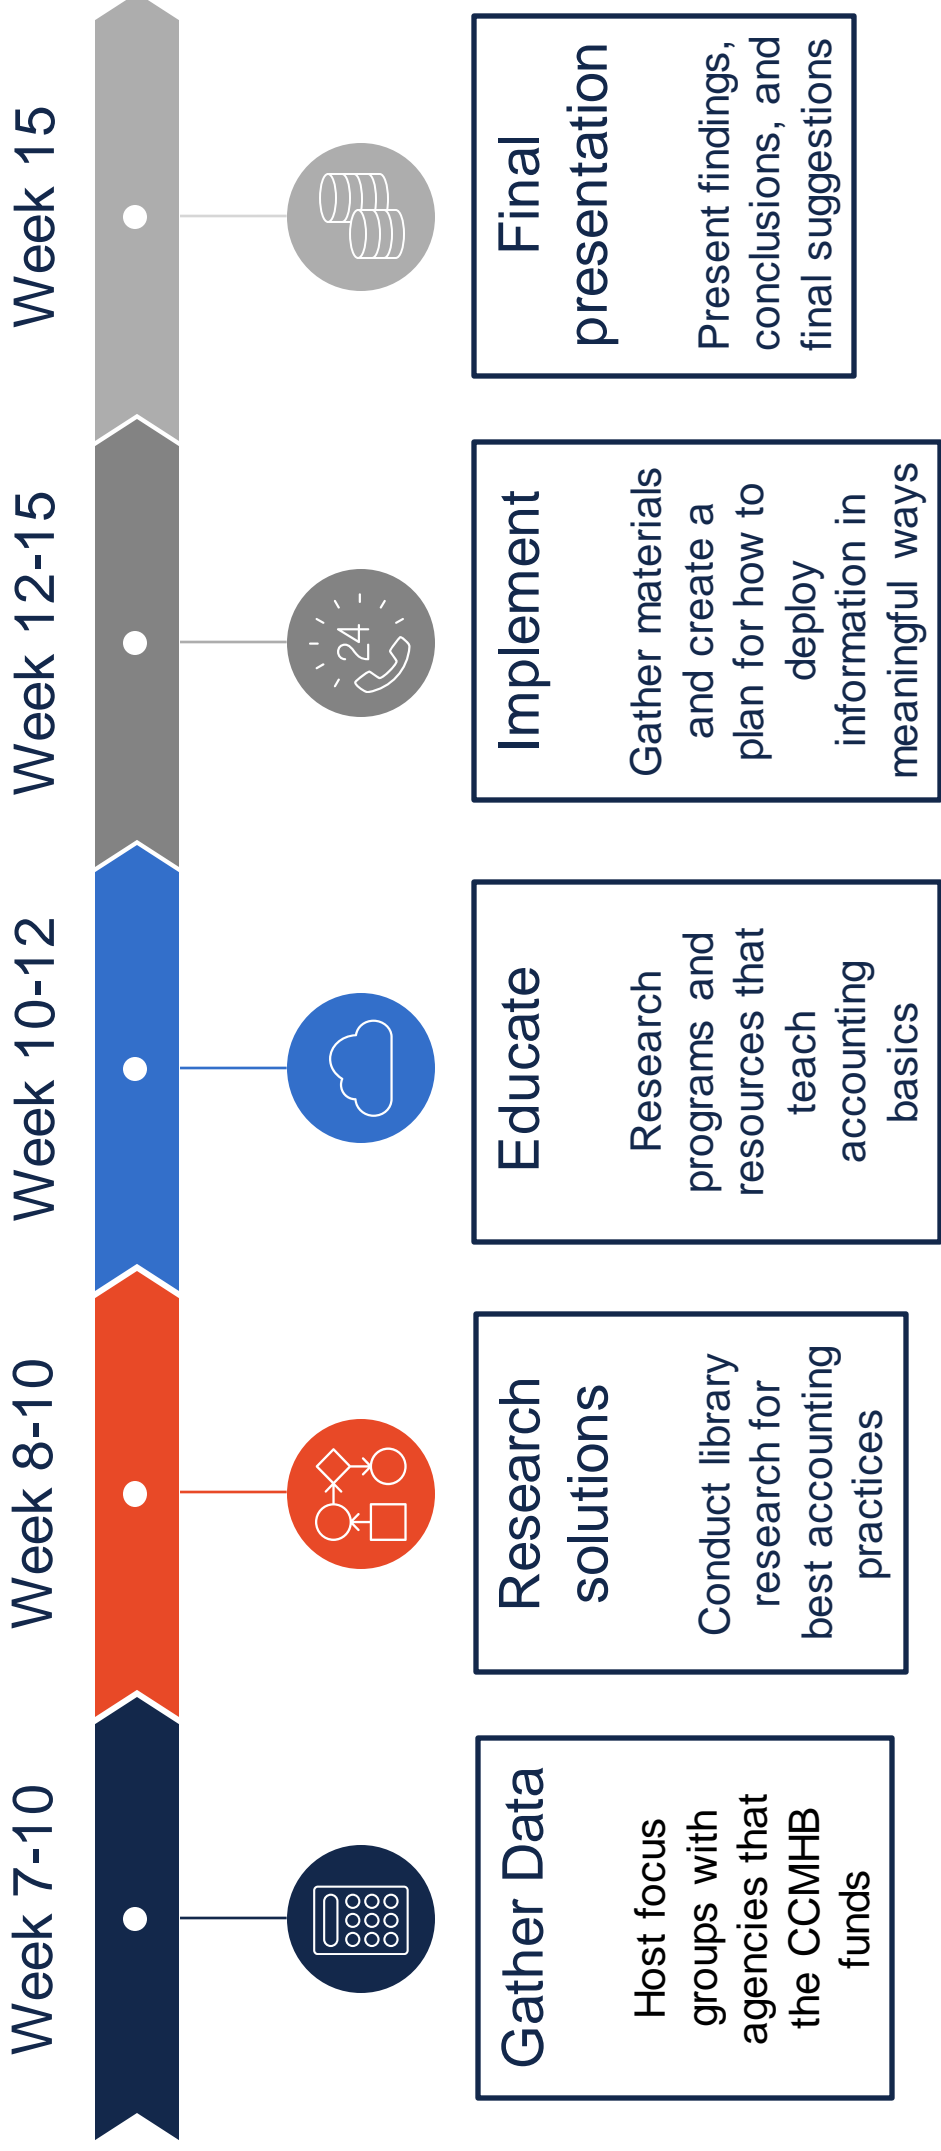 Week 7-10
Week 8-10
Week 10-12
Week 12-15
Week 15
24
Gather Data
Host focus
groups with
agencies that
the CCMHB
funds
Research
solutions
Conduct library
research for
best accounting
practices
Educate
Research
programs and
resources that
teach
accounting
basics
Implement
Gather materials
and create a
plan for how to
deploy
information in
meaningful ways
Final
presentation
Present findings,
conclusions, and
final suggestions